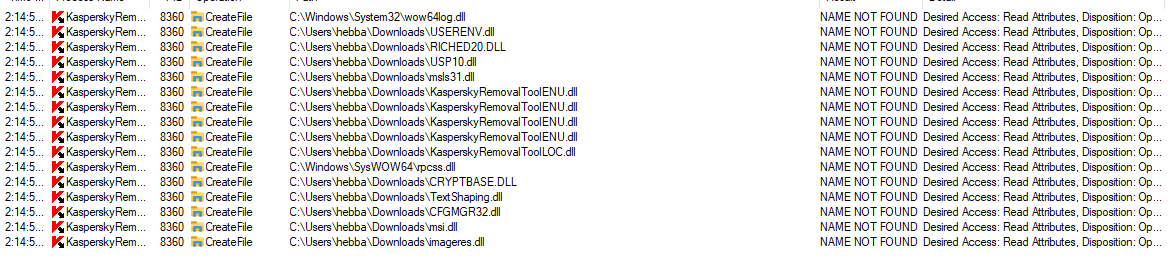 2:14:5... KasperskyRem... 8360 CreateFile C:\Windows\System32\wow64log.dll NAME NOT FOUND Desired Access: Read Attributes, Disposition: Op...
2:14:5... KasperskyRem... 8360 CreateFile C:\Users\hebba\Downloads\USERENV.dll NAME NOT FOUND Desired Access: Read Attributes, Disposition: Op...
2:14:5... KasperskyRem... 8360 CreateFile C:\Users\hebba\Downloads\RICHED20.DLL NAME NOT FOUND Desired Access: Read Attributes, Disposition: Op...
2:14:5... KasperskyRem... 8360 CreateFile C:\Users\hebba\Downloads\USP10.dll NAME NOT FOUND Desired Access: Read Attributes, Disposition: Op...
2:14:5... KasperskyRem... 8360 CreateFile C:\Users\hebba\Downloads\msls31.dll NAME NOT FOUND Desired Access: Read Attributes, Disposition: Op...
2:14:5... KasperskyRem... 8360 CreateFile C:\Users\hebba\Downloads\KasperskyRemovalToolENU.dll NAME NOT FOUND Desired Access: Read Attributes, Disposition: Op...
2:14:5... KasperskyRem... 8360 CreateFile C:\Users\hebba\Downloads\KasperskyRemovalToolENU.dll NAME NOT FOUND Desired Access: Read Attributes, Disposition: Op...
2:14:5... KasperskyRem... 8360 CreateFile C:\Users\hebba\Downloads\KasperskyRemovalToolENU.dll NAME NOT FOUND Desired Access: Read Attributes, Disposition: Op...
2:14:5... KasperskyRem... 8360 CreateFile C:\Users\hebba\Downloads\KasperskyRemovalToolENU.dll NAME NOT FOUND Desired Access: Read Attributes, Disposition: Op...
2:14:5... KasperskyRem... 8360 CreateFile C:\Users\hebba\Downloads\KasperskyRemovalToolLOC.dll NAME NOT FOUND Desired Access: Read Attributes, Disposition: Op...
2:14:5... KasperskyRem... 8360 CreateFile C:\Windows\SysWOW64\rpcss.dll NAME NOT FOUND Desired Access: Read Attributes, Disposition: Op...
2:14:5... KasperskyRem... 8360 CreateFile C:\Users\hebba\Downloads\CRYPTBASE.DLL NAME NOT FOUND Desired Access: Read Attributes, Disposition: Op...
2:14:5... KasperskyRem... 8360 CreateFile C:\Users\hebba\Downloads\TextShaping.dll NAME NOT FOUND Desired Access: Read Attributes, Disposition: Op...
2:14:5... KasperskyRem... 8360 CreateFile C:\Users\hebba\Downloads\CFGMGR32.dll NAME NOT FOUND Desired Access: Read Attributes, Disposition: Op...
2:14:5... KasperskyRem... 8360 CreateFile C:\Users\hebba\Downloads\msi.dll NAME NOT FOUND Desired Access: Read Attributes, Disposition: Op...
2:14:5... KasperskyRem... 8360 CreateFile C:\Users\hebba\Downloads\imageres.dll NAME NOT FOUND Desired Access: Read Attributes, Disposition: Op...